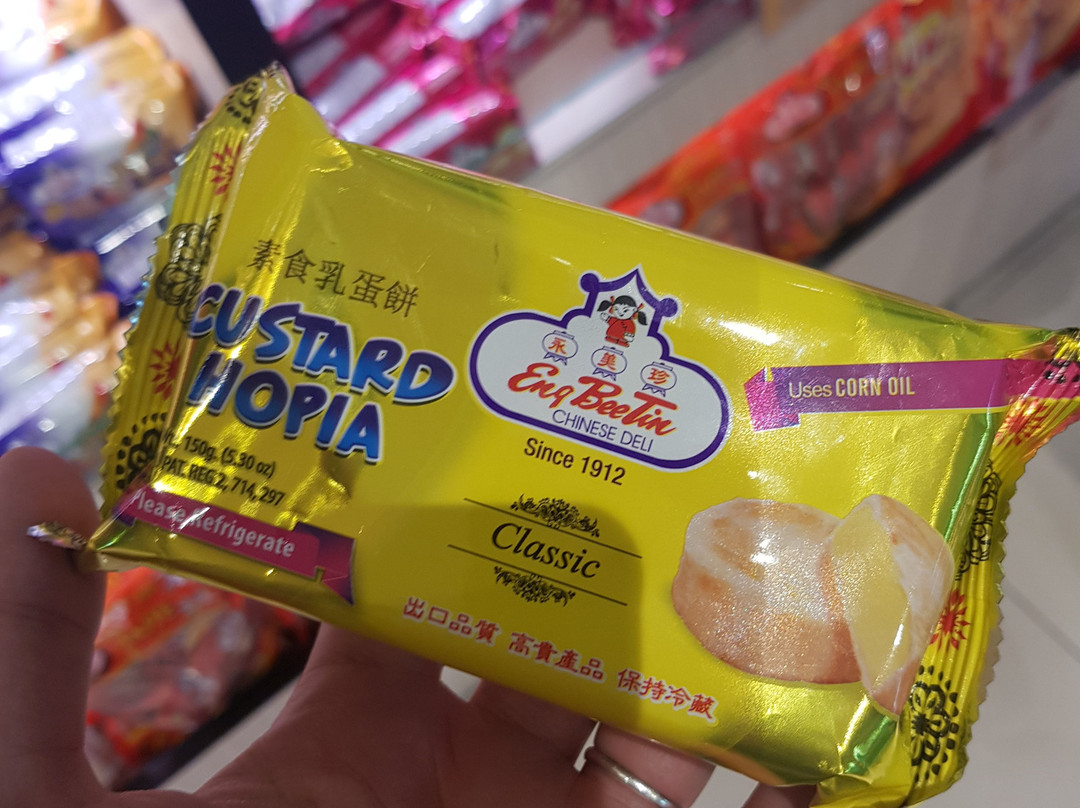 素食乳蛋餅
CUSTARD
HOPIA
150g. (5.30 oz)
PAT. REG 2, 714, 297
Please Refrigerate
永 美 珍
Eng Bee Tin
CHINESE DELI
Since 1912
Classic
出口品質 高貴產品 保持冷藏
Uses CORN OIL